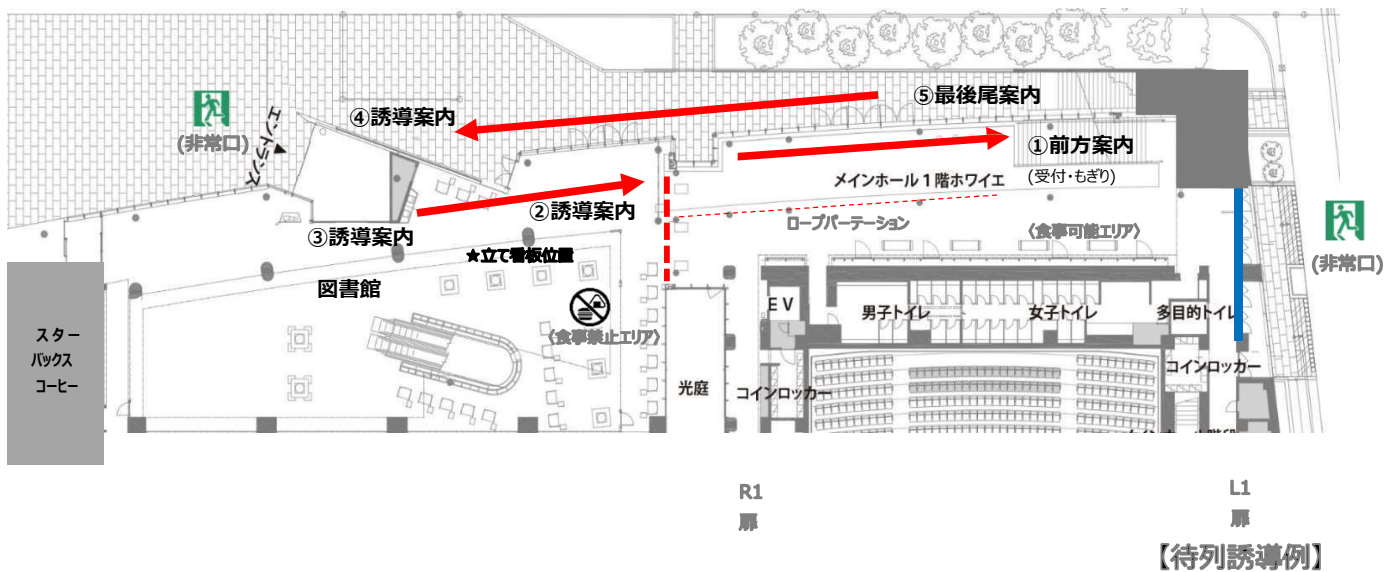 ⑤最後尾案内
④誘導案内
エントランス
(非常口)
①前方案内
(受付・もぎり)
メインホール1階ホワイエ
②誘導案内
ロープパーテーション
〈食事可能エリア〉
③誘導案内
★立て看板位置
(非常口)
図書館
〈食事禁止エリア〉
EV
男子トイレ
女子トイレ
多目的トイレ
スター
バックス
コーヒー
光庭
コインロッカー
コインロッカー
R1
扉
L1
扉
【待列誘導例】